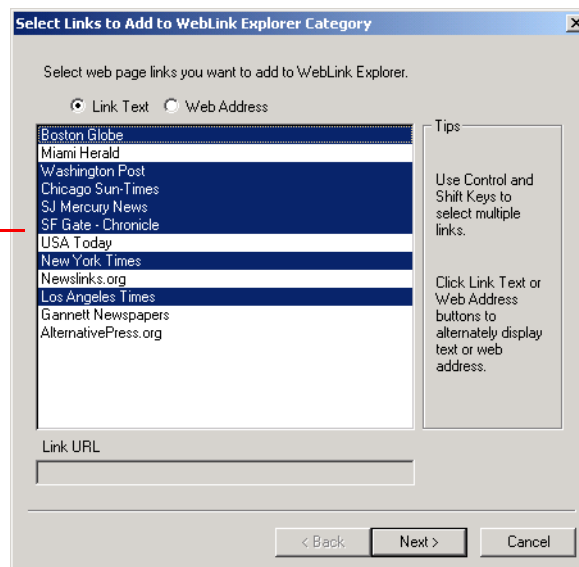 Select Links to Add to WebLink Explorer Category
Select web page links you want to add to WebLink Explorer.
Link Text Web Address
Boston Globe
Miami Herald
Washington Post
Chicago Sun-Times
SJ Mercury News
SF Gate - Chronicle
USA Today
New York Times
Newslinks.org
Los Angeles Times
Gannett Newspapers
AlternativePress.org
Tips
Use Control and
Shift Keys to
select multiple
links.
Click Link Text or
Web Address
buttons to
alternately display
text or web
address.
Link URL
< Back Next > Cancel